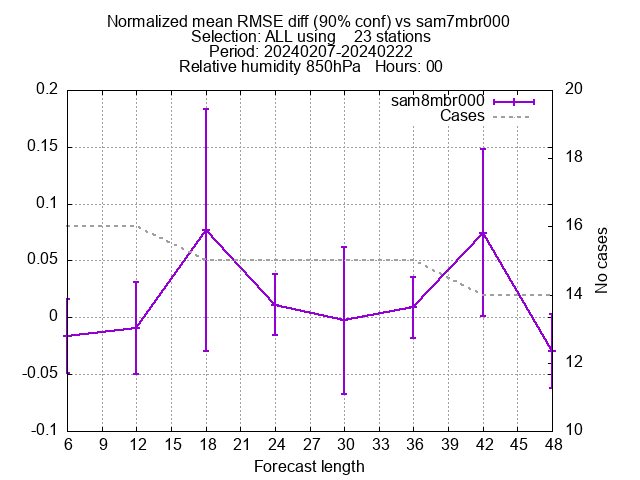 Normalized mean RMSE diff (90% conf) vs sam7mbr000
Selection: ALL using    23 stations
Period: 20240207-20240222
Relative humidity 850hPa   Hours: 00
0.2
0.15
0.1
0.05
0
-0.05
-0.1
20
18
16
14
12
10
sam8mbr000
Cases
No cases
6 12 15 18 21 24 27 30 33 36 39 42 45 48
Forecast length